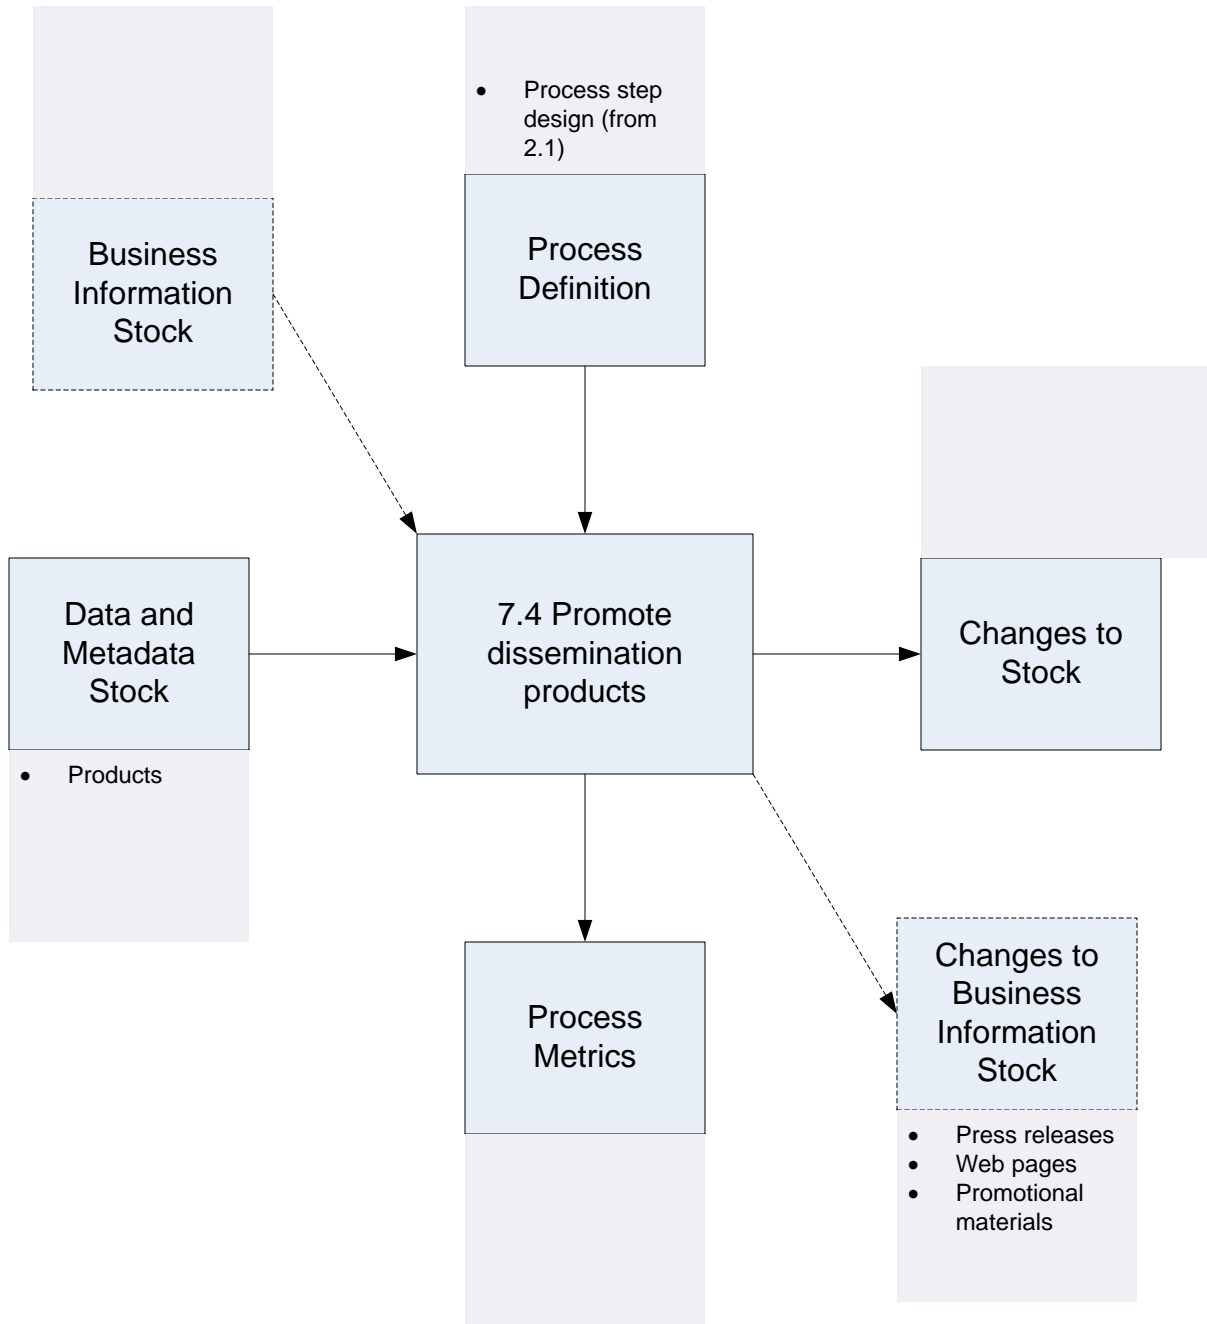 • Process step
design (from
2.1)
Business
Information
Stock
Process
Definition
Data and
Metadata
Stock
• Products
7.4 Promote
dissemination
products
Changes to
Stock
Process
Metrics
Changes to
Business
Information
Stock
• Press releases
• Web pages
• Promotional
materials